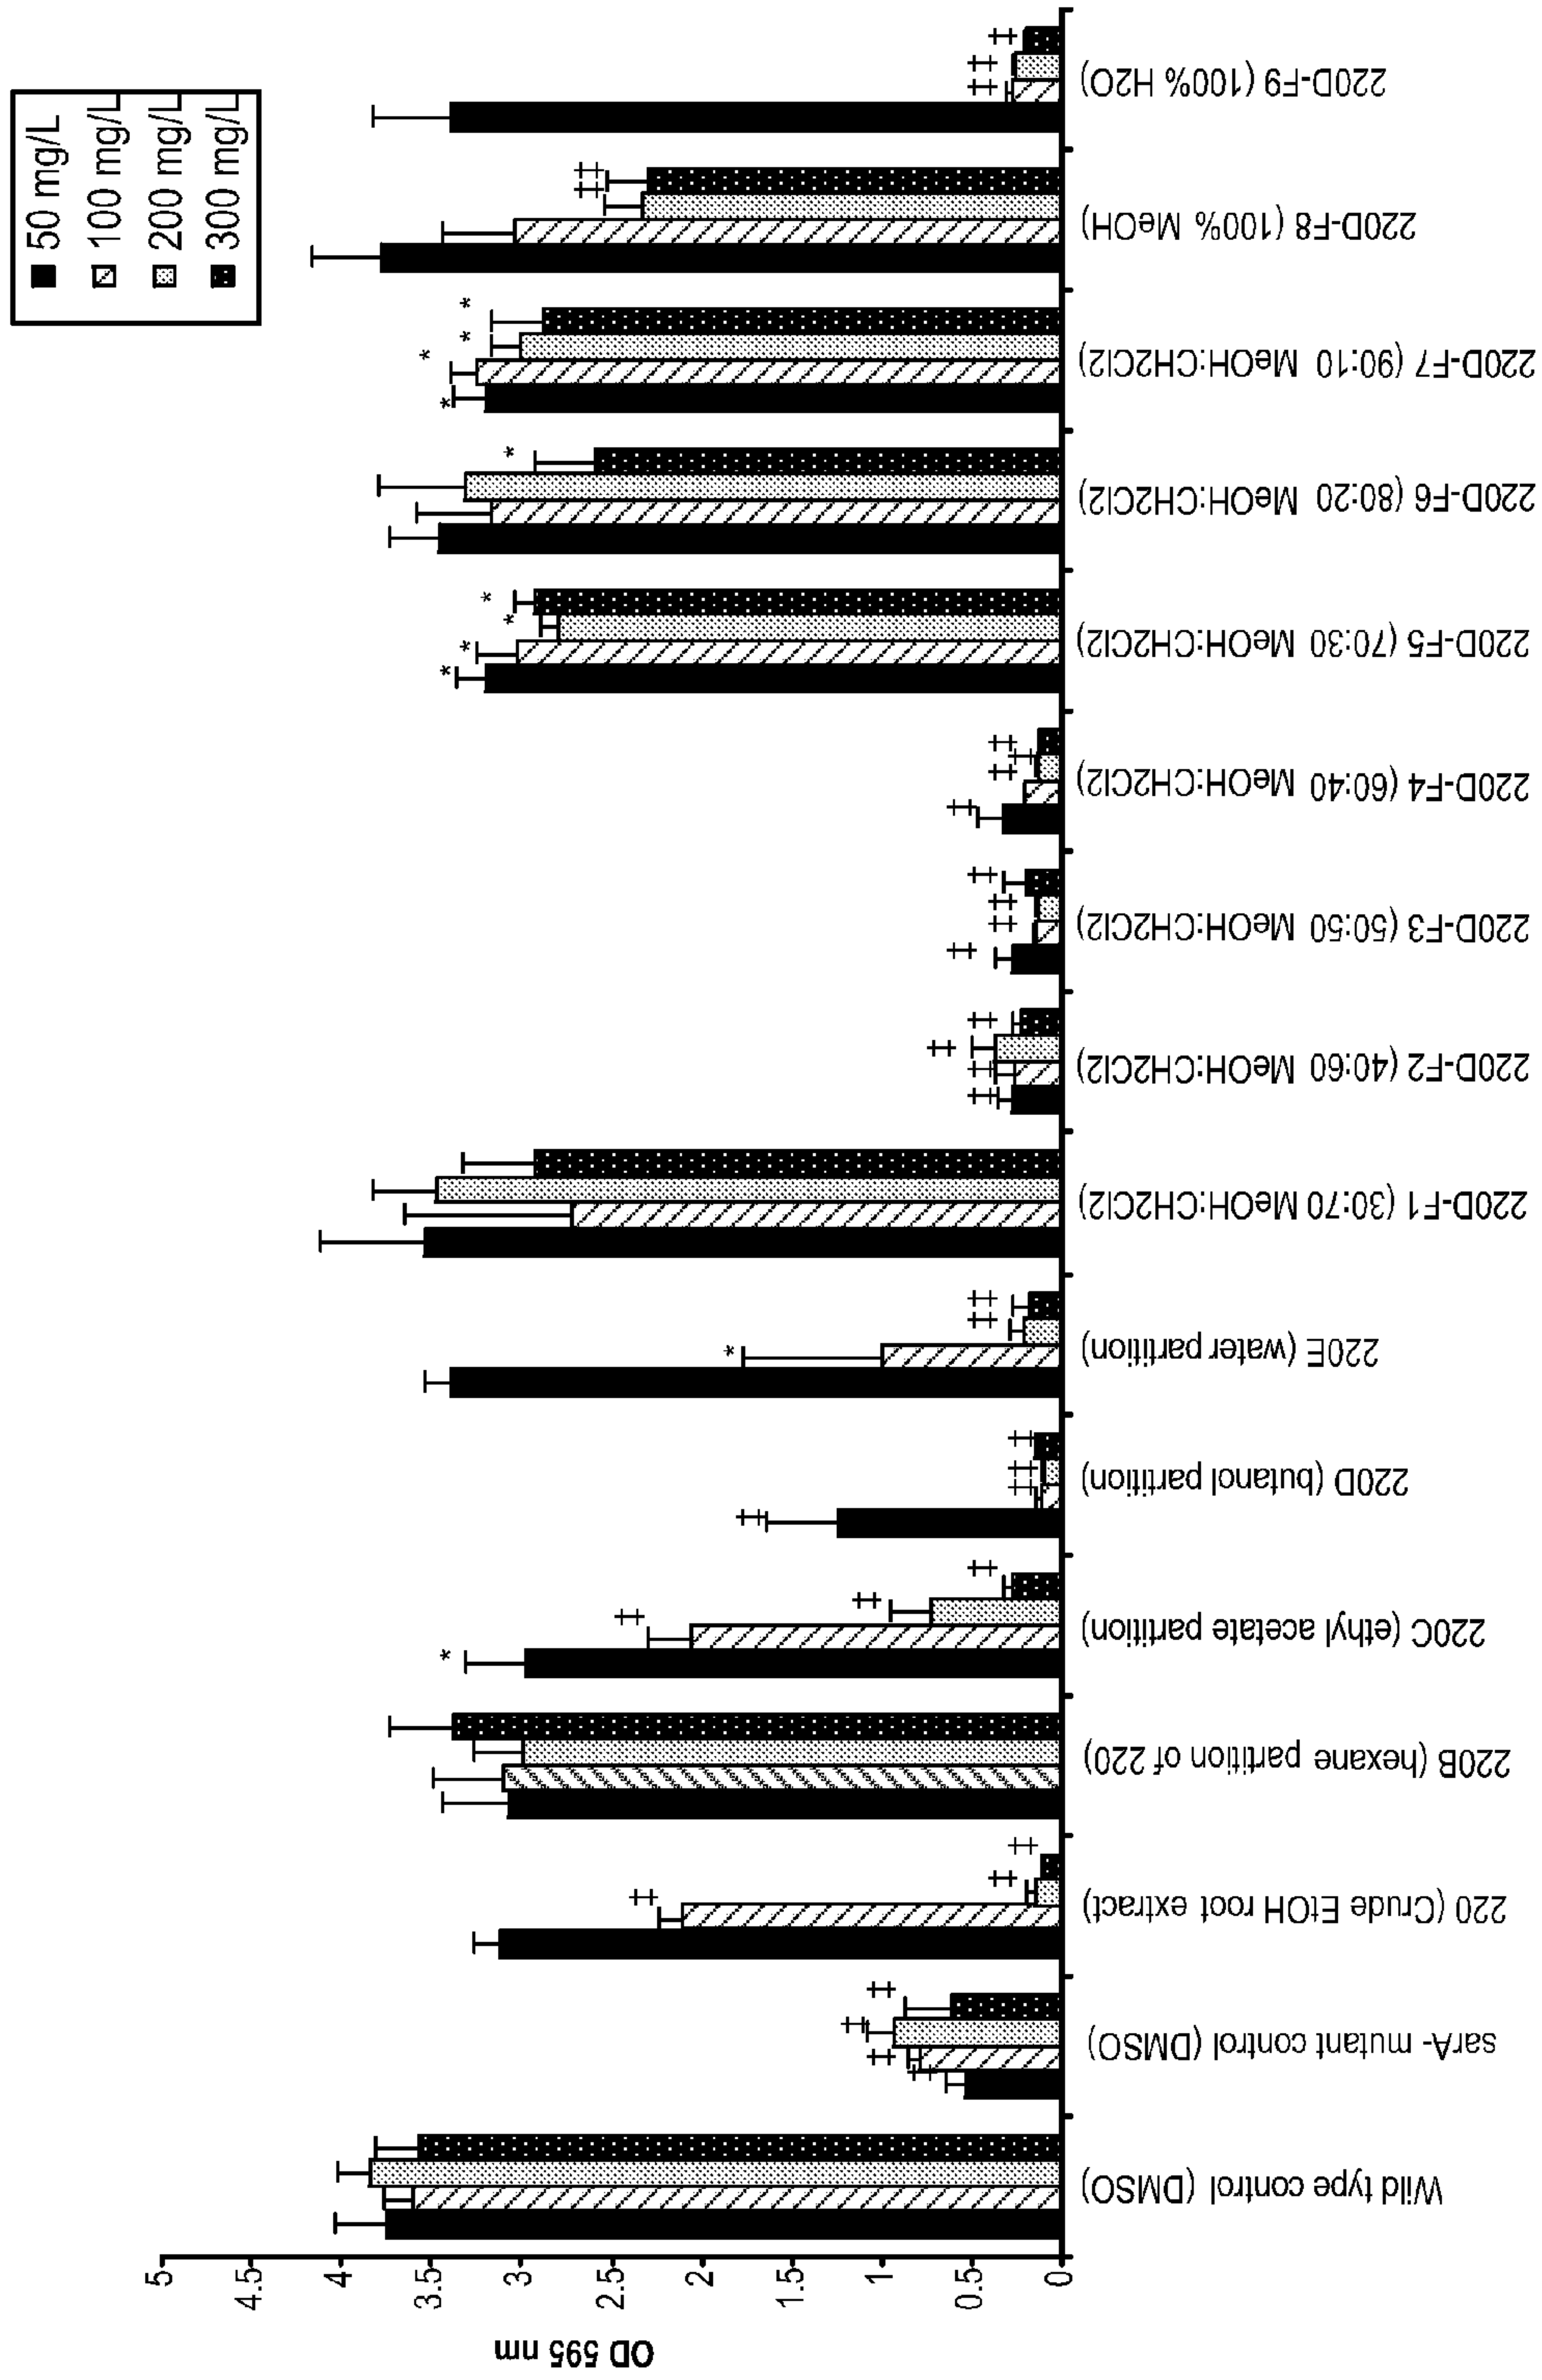 50 mg/L
100 mg/L
200 mg/L
300 mg/L
OD 595 nm
5
4.5
4
3.5
3
2.5
2
1.5
1
0.5
0
Wild type control (DMSO)
sarA- mutant control (DMSO)
220 (Crude EtOH root extract)
220B (hexane partition of 220)
220C (ethyl acetate partition)
220D (butanol partition)
220E (water partition)
220D-F1 (30:70 MeOH:CH2Cl2)
220D-F2 (40:60 MeOH:CH2Cl2)
220D-F3 (50:50 MeOH:CH2Cl2)
220D-F4 (60:40 MeOH:CH2Cl2)
220D-F5 (70:30 MeOH:CH2Cl2)
220D-F6 (80:20 MeOH:CH2Cl2)
220D-F7 (90:10 MeOH:CH2Cl2)
220D-F8 (100% MeOH)
220D-F9 (100% H2O)